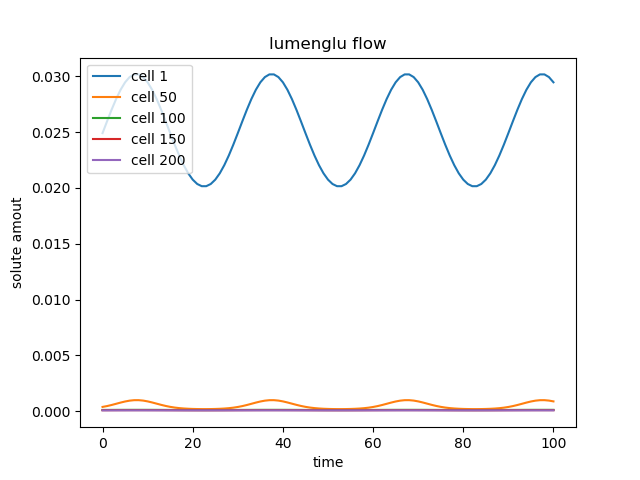 lumenglu flow
cell 1
cell 50
cell 100
cell 150
cell 200
0.030
0.025
0.020
0.015
0.010
0.005
0.000
solute amout
0
20
40
60
80
100
time